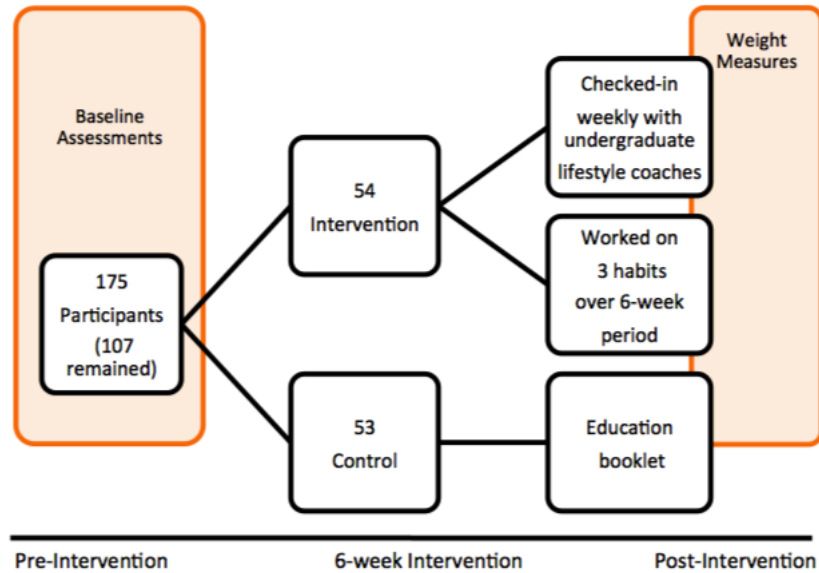 Baseline
Assessments
175
Participants
(107
remained)
54
Intervention
53
Control
Checked-in
weekly with
undergraduate
lifestyle coaches
Worked on
3 habits
over 6-week
period
Education
booklet
Weight
Measures
Pre-Intervention
6-week Intervention
Post-Intervention